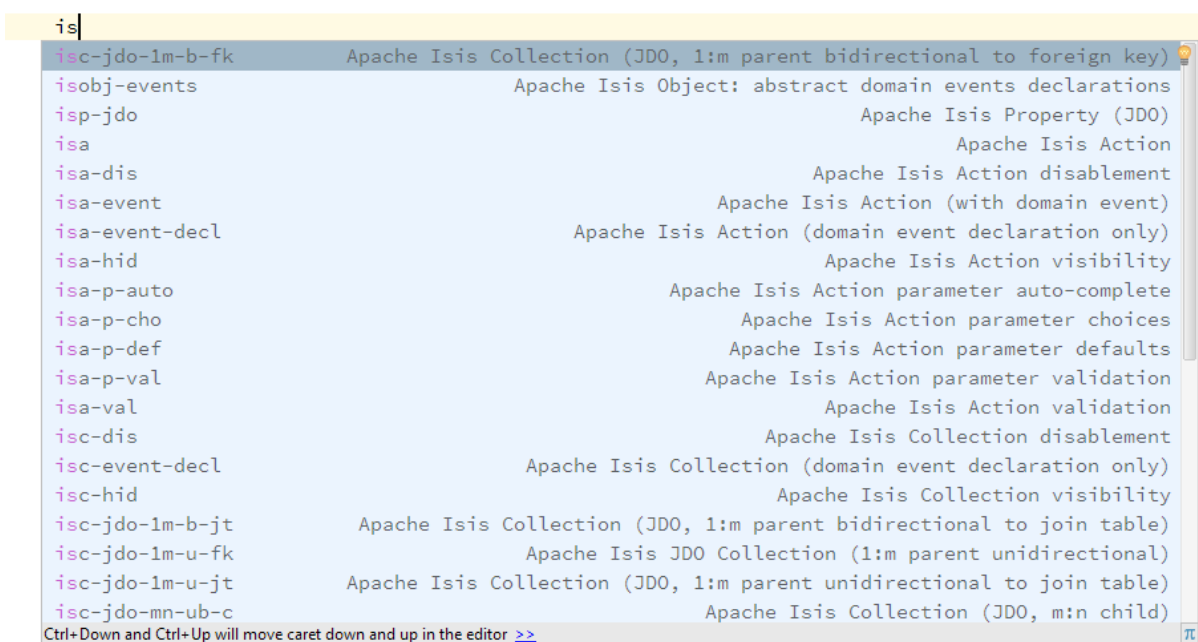 is
isc-jdo-1m-b-fk Apache Isis Collection (JDO, 1:m parent bidirectional to foreign key)
isobj-events Apache Isis Object: abstract domain events declarations
isp-jdo Apache Isis Property (JDO)
isa Apache Isis Action
isa-dis Apache Isis Action disablement
isa-event Apache Isis Action (with domain event)
isa-event-decl Apache Isis Action (domain event declaration only)
isa-hid Apache Isis Action visibility
isa-p-auto Apache Isis Action parameter auto-complete
isa-p-cho Apache Isis Action parameter choices
isa-p-def Apache Isis Action parameter defaults
isa-p-val Apache Isis Action parameter validation
isa-val Apache Isis Action validation
isc-dis Apache Isis Collection disablement
isc-event-decl Apache Isis Collection (domain event declaration only)
isc-hid Apache Isis Collection visibility
isc-jdo-1m-b-jt Apache Isis Collection (JDO, 1:m parent bidirectional to join table)
isc-jdo-1m-u-fk Apache Isis JDO Collection (1:m parent unidirectional)
isc-jdo-1m-u-jt Apache Isis Collection (JDO, 1:m parent unidirectional to join table)
isc-jdo-mn-ub-c Apache Isis Collection (JDO, m:n child)
Ctrl+Down and Ctrl+Up will move caret down and up in the editor >> π